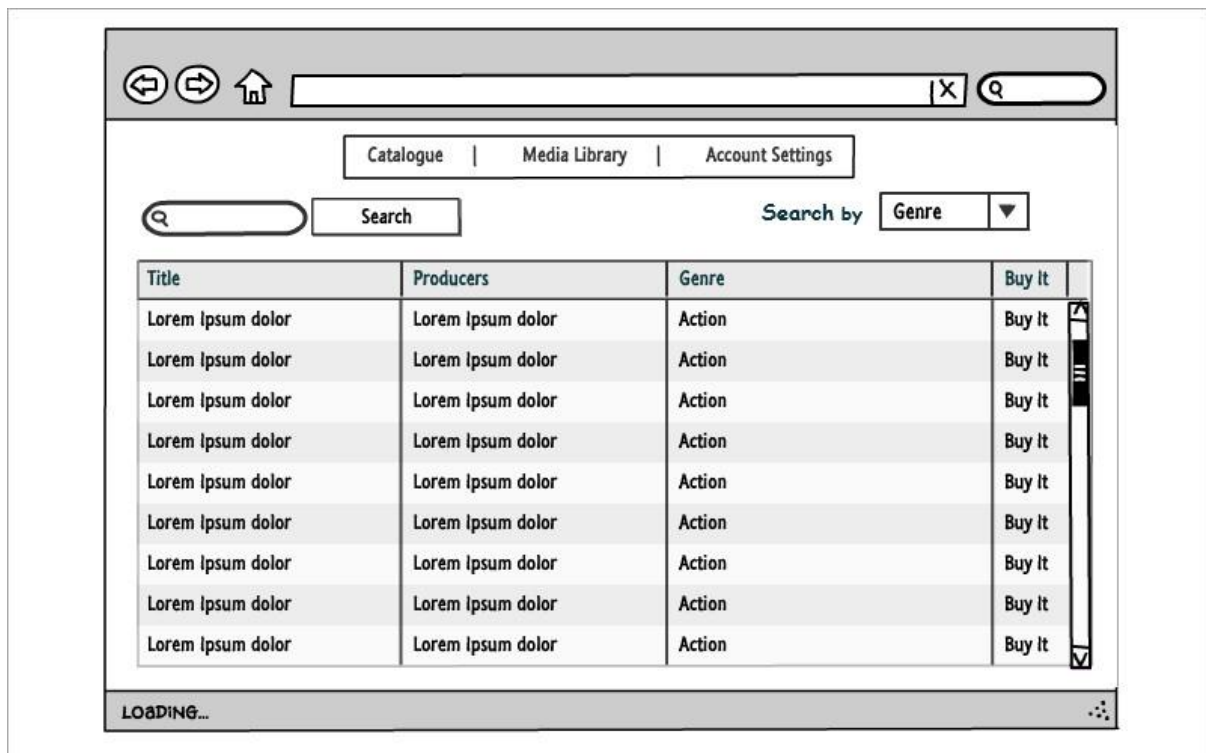 Catalogue | Media Library | Account Settings
Search Search by Genre
Title Producers Genre Buy It
Lorem Ipsum dolor Lorem Ipsum dolor Action Buy It
Lorem Ipsum dolor Lorem Ipsum dolor Action Buy It
Lorem Ipsum dolor Lorem Ipsum dolor Action Buy It
Lorem Ipsum dolor Lorem Ipsum dolor Action Buy It
Lorem Ipsum dolor Lorem Ipsum dolor Action Buy It
Lorem Ipsum dolor Lorem Ipsum dolor Action Buy It
Lorem Ipsum dolor Lorem Ipsum dolor Action Buy It
Lorem Ipsum dolor Lorem Ipsum dolor Action Buy It
Lorem Ipsum dolor Lorem Ipsum dolor Action Buy It
LOADING...